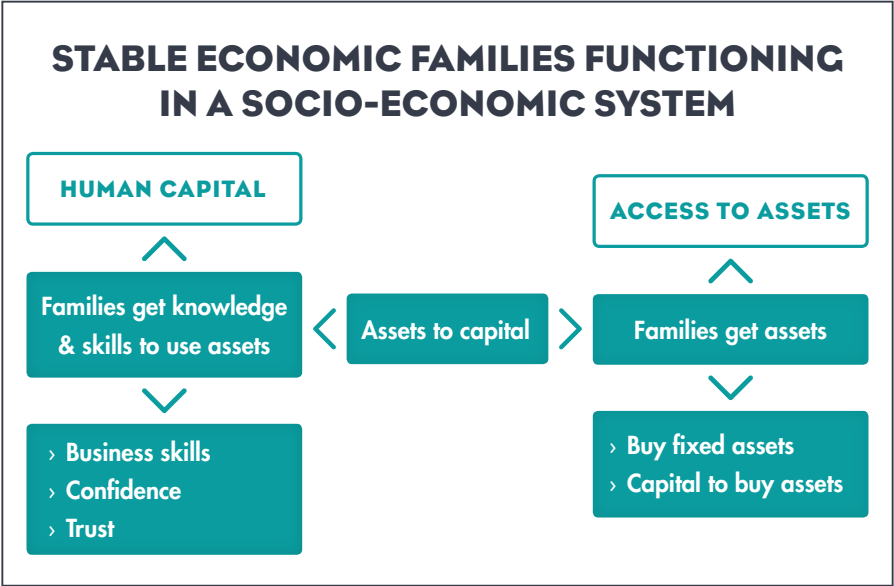 STABLE ECONOMIC FAMILIES FUNCTIONING
IN A SOCIO-ECONOMIC SYSTEM
HUMAN CAPITAL
Families get knowledge
& skills to use assets
› Business skills
› Confidence
› Trust
Assets to capital
ACCESS TO ASSETS
Families get assets
› Buy fixed assets
› Capital to buy assets